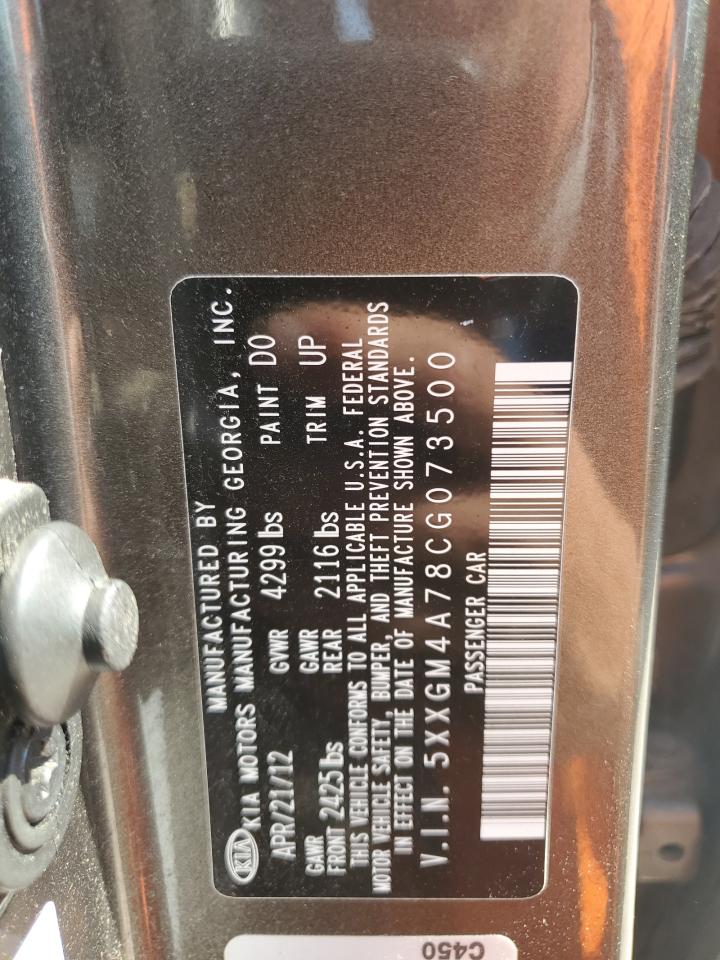 MANUFACTURED BY
KIA KIA MOTORS MANUFACTURING GEORGIA, INC.
APR/21/12 GVWR 4299 lbs PAINT DO
GAWR FRONT 2425 lbs GAWR REAR 2116 lbs TRIM UP
THIS VEHICLE CONFORMS TO ALL APPLICABLE U.S.A. FEDERAL
MOTOR VEHICLE SAFETY, BUMPER, AND THEFT PREVENTION STANDARDS
IN EFFECT ON THE DATE OF MANUFACTURE SHOWN ABOVE.
V.I.N. 5XXGM4A78CG073500
PASSENGER CAR
C450